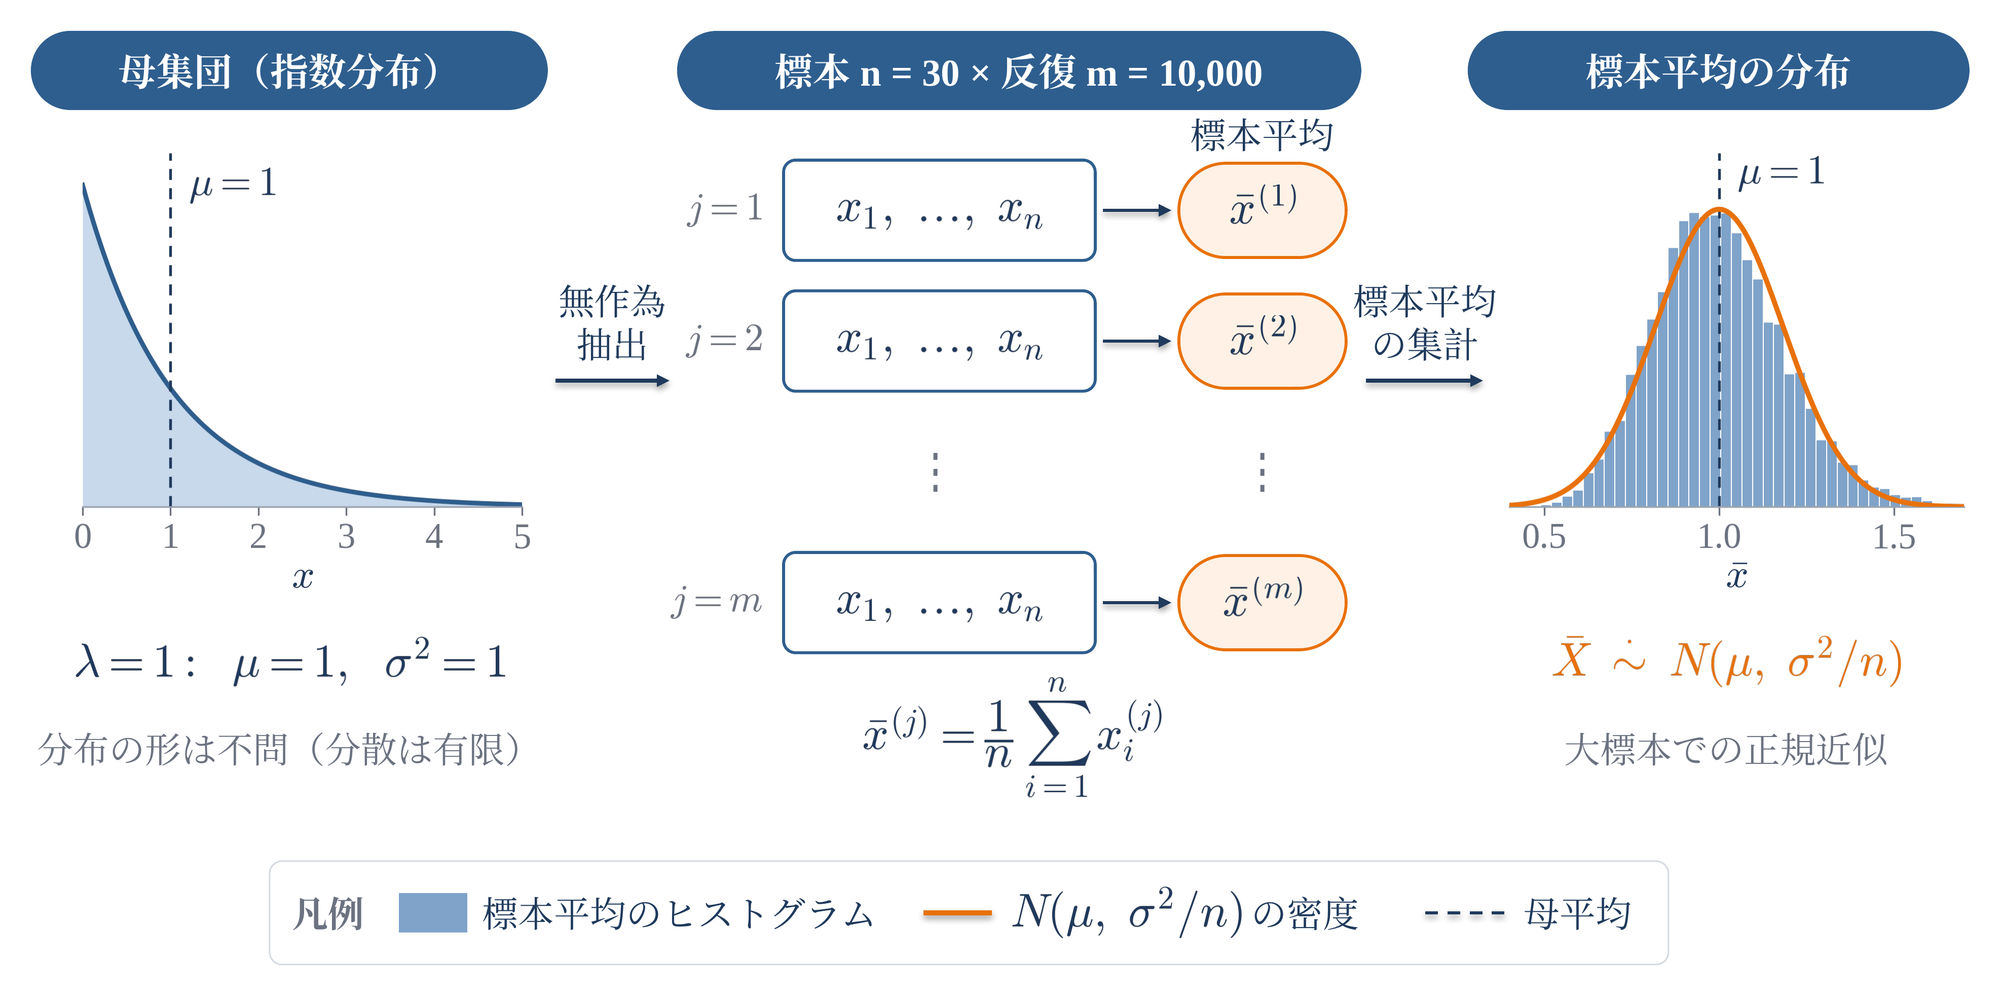 母集団（指数分布）
μ = 1
0 1 2 3 4 5
x
λ = 1 : μ = 1, σ² = 1
分布の形は不問（分散は有限）
無作為
抽出
標本 n = 30 × 反復 m = 10,000
標本平均
j = 1 x₁, …, xₙ x̄⁽¹⁾
j = 2 x₁, …, xₙ x̄⁽²⁾
⋮ ⋮
j = m x₁, …, xₙ x̄⁽ᵐ⁾
x̄⁽ʲ⁾ = \frac{1}{n} \sum_{i=1}^{n} x_i^{(j)}
標本平均
の集計
標本平均の分布
μ = 1
0.5 1.0 1.5
x̄
X̄ ∼̇ N(μ, σ²/n)
大標本での正規近似
凡例 標本平均のヒストグラム N(μ, σ²/n) の密度 母平均